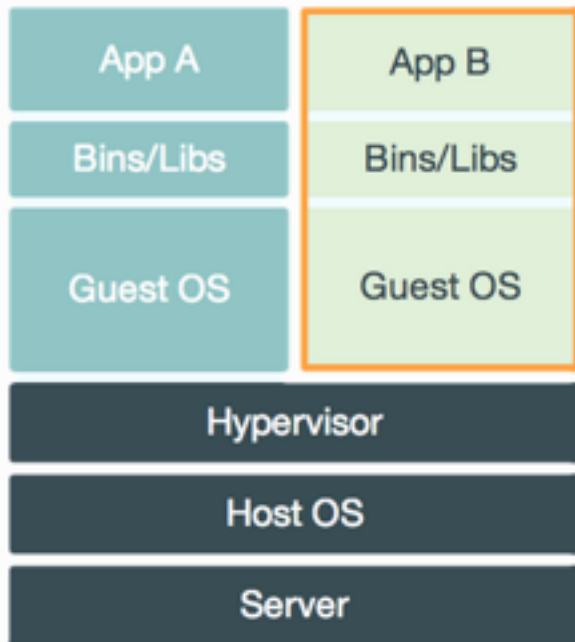 App A
App B
Bins/Libs
Bins/Libs
Guest OS
Guest OS
Hypervisor
Host OS
Server